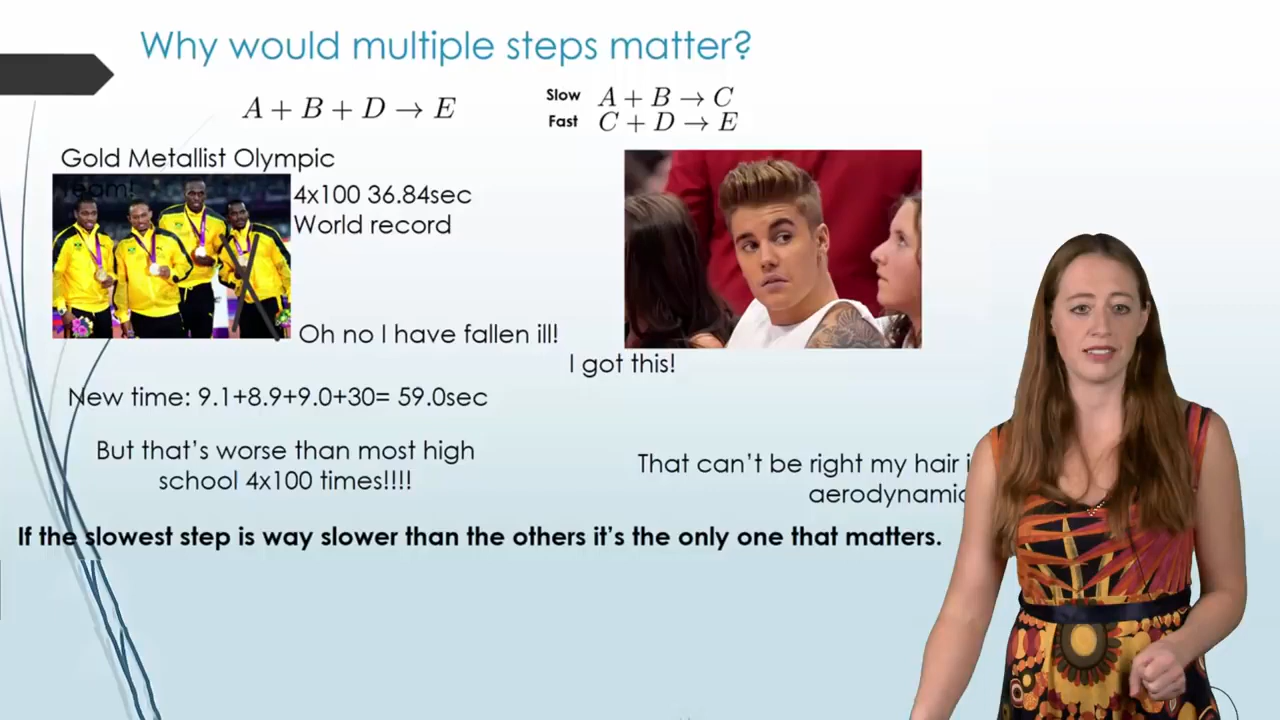 Why would multiple steps matter?
A + B + D → E
Slow A + B → C
Fast C + D → E
Gold Metallist Olympic
Team!
4x100 36.84sec
World record
Oh no I have fallen ill!
I got this!
New time: 9.1+8.9+9.0+30= 59.0sec
But that's worse than most high
school 4x100 times!!!!
That can't be right my hair
aerodynamic
If the slowest step is way slower than the others it's the only one that matters.